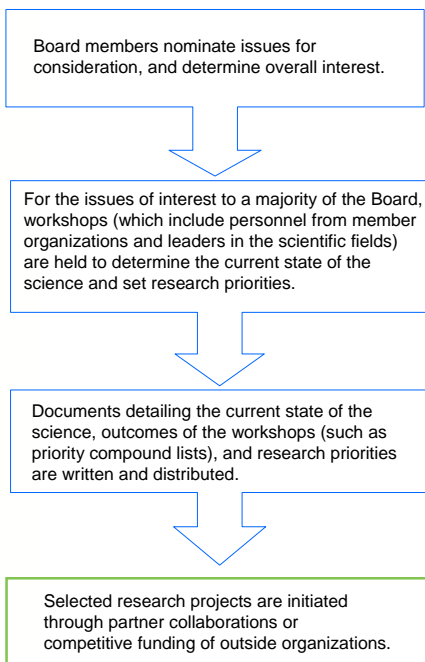 Board members nominate issues for
consideration, and determine overall interest.
For the issues of interest to a majority of the Board,
workshops (which include personnel from member
organizations and leaders in the scientific fields)
are held to determine the current state of the
science and set research priorities.
Documents detailing the current state of the
science, outcomes of the workshops (such as
priority compound lists), and research priorities
are written and distributed.
Selected research projects are initiated
through partner collaborations or
competitive funding of outside organizations.